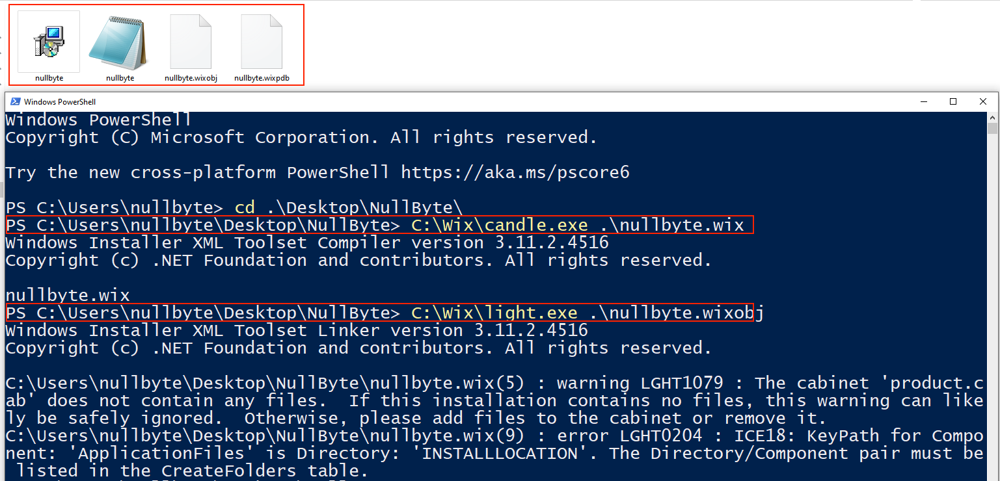 nullbyte nullbyte nullbyte.wixobj nullbyte.wixpdb
Windows PowerShell
Windows PowerShell
Copyright (C) Microsoft Corporation. All rights reserved.
Try the new cross-platform PowerShell https://aka.ms/pscore6
PS C:\Users\nullbyte> cd .\Desktop\NullByte\
PS C:\Users\nullbyte\Desktop\NullByte> C:\Wix\candle.exe .\nullbyte.wix
Windows Installer XML Toolset Compiler version 3.11.2.4516
Copyright (c) .NET Foundation and contributors. All rights reserved.
nullbyte.wix
PS C:\Users\nullbyte\Desktop\NullByte> C:\Wix\light.exe .\nullbyte.wixobj
Windows Installer XML Toolset Linker version 3.11.2.4516
Copyright (c) .NET Foundation and contributors. All rights reserved.
C:\Users\nullbyte\Desktop\NullByte\nullbyte.wix(5) : warning LGHT1079 : The cabinet 'product.c
ab' does not contain any files.  If this installation contains no files, this warning can like
ly be safely ignored.  Otherwise, please add files to the cabinet or remove it.
C:\Users\nullbyte\Desktop\NullByte\nullbyte.wix(9) : error LGHT0204 : ICE18: KeyPath for Compo
nent: 'ApplicationFiles' is Directory: 'INSTALLLOCATION'. The Directory/Component pair must be
 listed in the CreateFolders table.